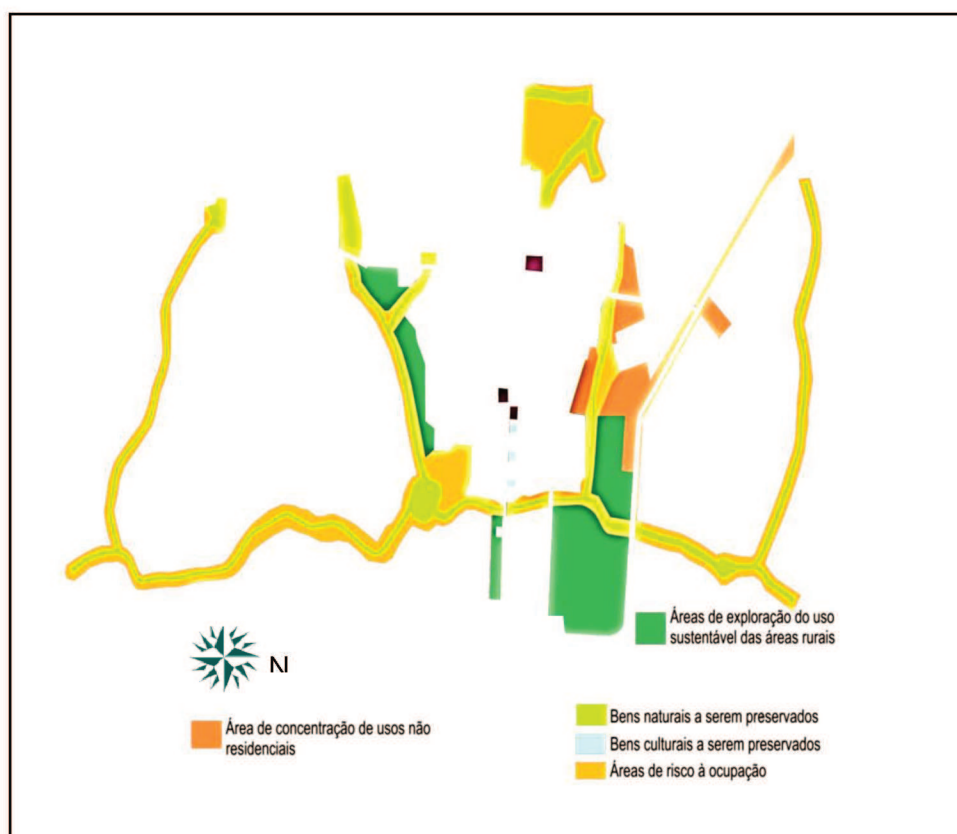 Áreas de exploração do uso
sustentável das áreas rurais
N
Área de concentração de usos não
residenciais
Bens naturais a serem preservados
Bens culturais a serem preservados
Áreas de risco à ocupação